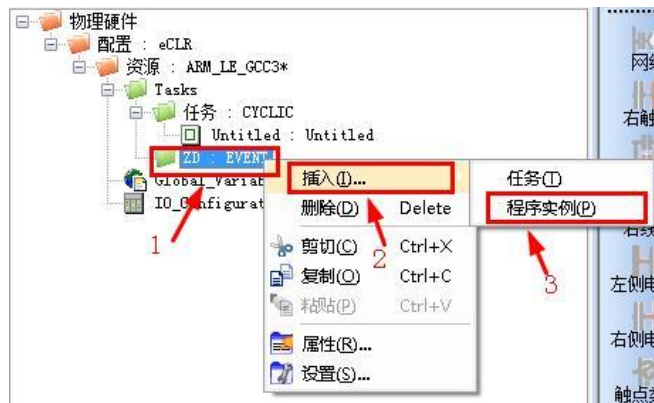 物理硬件
配置 : eCLR
资源 : ARM_LE_GCC3*
Tasks
任务 : CYCLIC
Untitled : Untitled
ZD : EVENT
Global_Variab
IO_Configurat
插入(I)...
删除(D) Delete
剪切(C) Ctrl+X
复制(O) Ctrl+C
粘贴(P) Ctrl+V
属性(R)...
设置(S)...
任务(T)
程序实例(P)
1
2
3
网络
右触
右线
左侧电
右侧电
触点